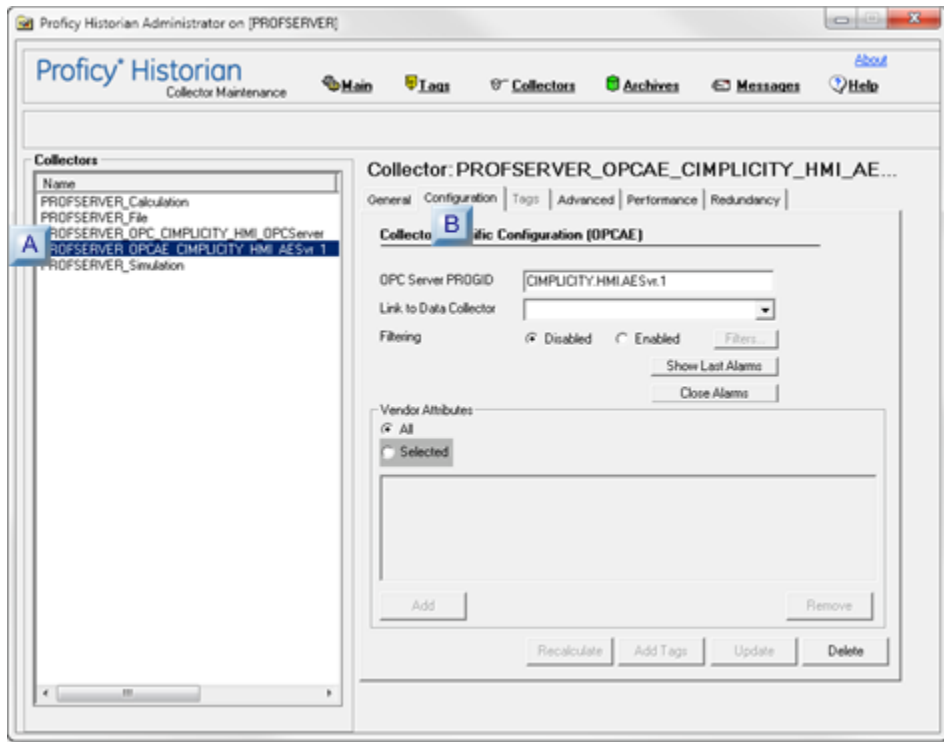 Proficy Historian Administrator on [PROFSERVER]
Proficy* Historian
Collector Maintenance
Main Tags Collectors Archives Messages Help
About
Collectors
Name
PROFSERVER_Calculation
PROFSERVER_File
PROFSERVER_OPC_CIMPLICITY_HMI_OPCServer
A ROFSERVER_OPCAE_CIMPLICITY_HMI_AESvr_1
PROFSERVER_Simulation
Collector: PROFSERVER_OPCAE_CIMPLICITY_HMI_AE...
General Configuration Tags Advanced Performance Redundancy
B
Collecto ific Configuration (OPCAE)
OPC Server PROGID CIMPLICITY.HMI.AESvr.1
Link to Data Collector
Filtering Disabled Enabled Filters...
Show Last Alarms
Close Alarms
Vendor Attributes
All
Selected
Add Remove
Recalculate Add Tags Update Delete